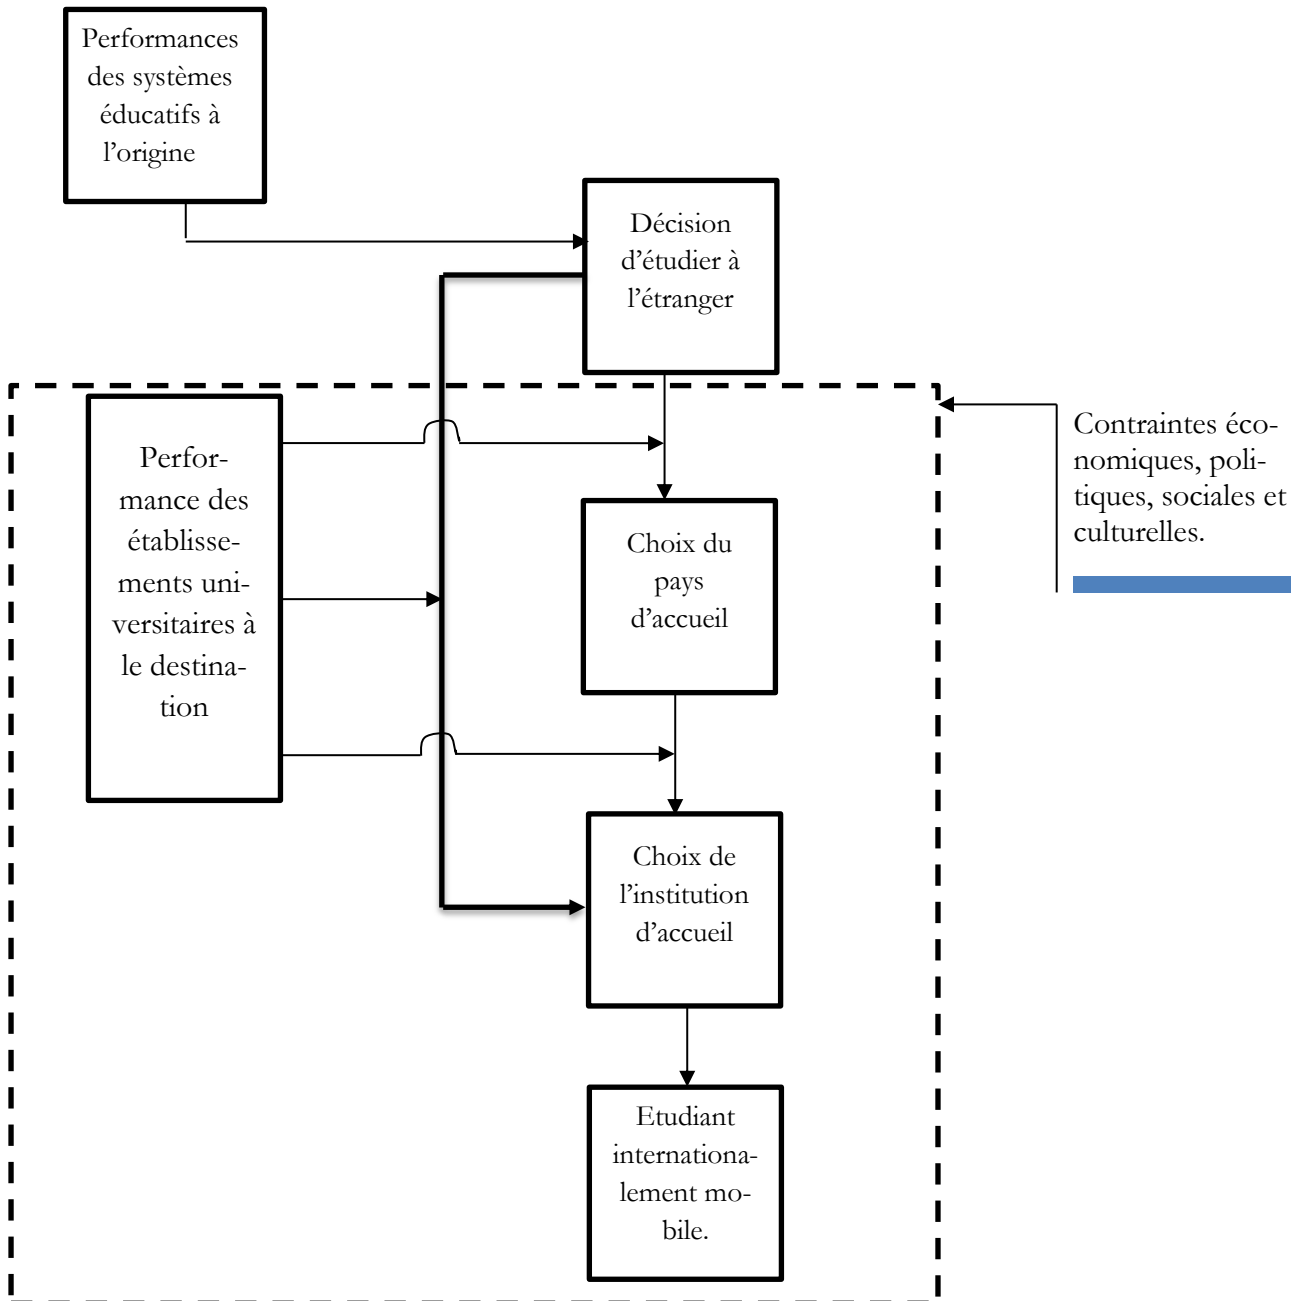 Performances
des systèmes
éducatifs à
l’origine
Décision
d’étudier à
l’étranger
Perfor-
mance des
établisse-
ments uni-
versitaires à
le destina-
tion
Contraintes éco-
nomiques, poli-
tiques, sociales et
culturelles.
Choix du
pays
d’accueil
Choix de
l’institution
d’accueil
Etudiant
internationa-
lement mo-
bile.